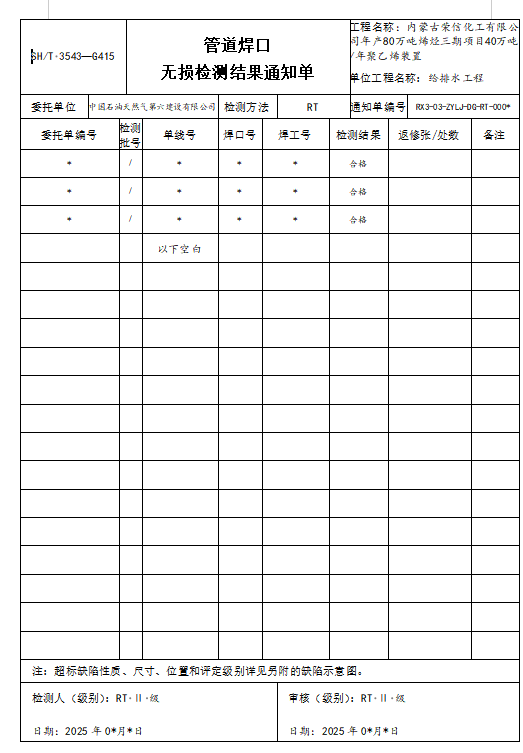 SH/T·3543—G415
管道焊口
无损检测结果通知单
工程名称：内蒙古荣信化工有限公
司年产80万吨烯烃三期项目40万吨
/年聚乙烯装置
单位工程名称：给排水工程
委托单位 中国石油天然气第六建设有限公司 检测方法 RT 通知单编号 RX3-03-ZYLJ-DG-RT-000*
委托单编号 检测批号 单线号 焊口号 焊工号 检测结果 返修张/处数 备注
* / * * * 合格
* / * * * 合格
* / * * * 合格
以下空白
注：超标缺陷性质、尺寸、位置和评定级别详见另附的缺陷示意图。
检测人（级别）：RT·Ⅱ·级 审核（级别）：RT·Ⅱ·级
日期：2025年0*月*日 日期：2025年0*月*日